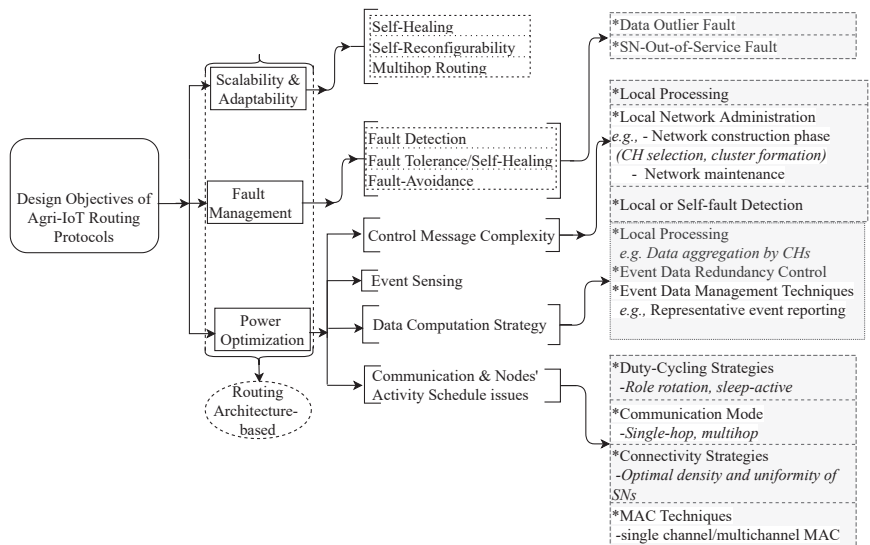 Design Objectives of
Agri-IoT Routing
Protocols
Scalability &
Adaptability
Fault
Management
Power
Optimization
Routing
Architecture-
based
Self-Healing
Self-Reconfigurability
Multihop Routing
Fault Detection
Fault Tolerance/Self-Healing
Fault-Avoidance
Control Message Complexity
Event Sensing
Data Computation Strategy
Communication & Nodes'
Activity Schedule issues
*Data Outlier Fault
*SN-Out-of-Service Fault
*Local Processing
*Local Network Administration
e.g., - Network construction phase
(CH selection, cluster formation)
- Network maintenance
*Local or Self-fault Detection
*Local Processing
e.g. Data aggregation by CHs
*Event Data Redundancy Control
*Event Data Management Techniques
e.g., Representative event reporting
*Duty-Cycling Strategies
-Role rotation, sleep-active
*Communication Mode
-Single-hop, multihop
*Connectivity Strategies
-Optimal density and uniformity of
SNs
*MAC Techniques
-single channel/multichannel MAC